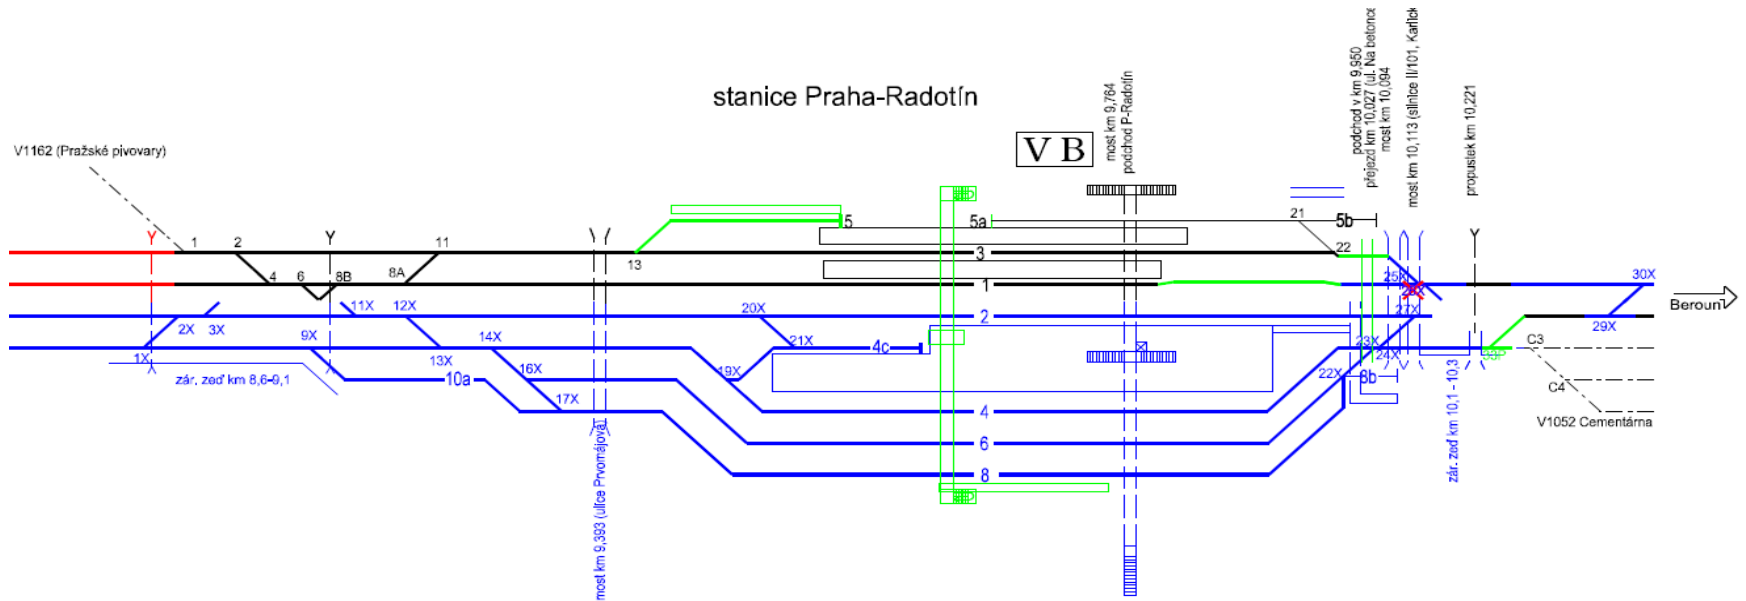 stanice Praha-Radotín
V B
most km 9,764
podchod P-Radotín
podchod v km 9,950
přejezd km 10,027 (ul. Na betonce
most km 10,094
most km 10,113 (silnice II/101, Karlick
propustek km 10,221
V1162 (Pražské pivovary)
1
2
4
6
8B
8A
11
13
5
5a
21
5b
22
3
1
25X
30X
Beroun
11X
12X
20X
2
27X
29X
2X
3X
1X
9X
13X
14X
21X
4c
23X
24X
33P
C3
zár. zeď km 8,6-9,1
10a
16X
19X
22X
8b
C4
17X
4
V1052 Cementárna
6
8
most km 9,393 (ulice Prvomájová)
zár. zeď km 10,1 - 10,3